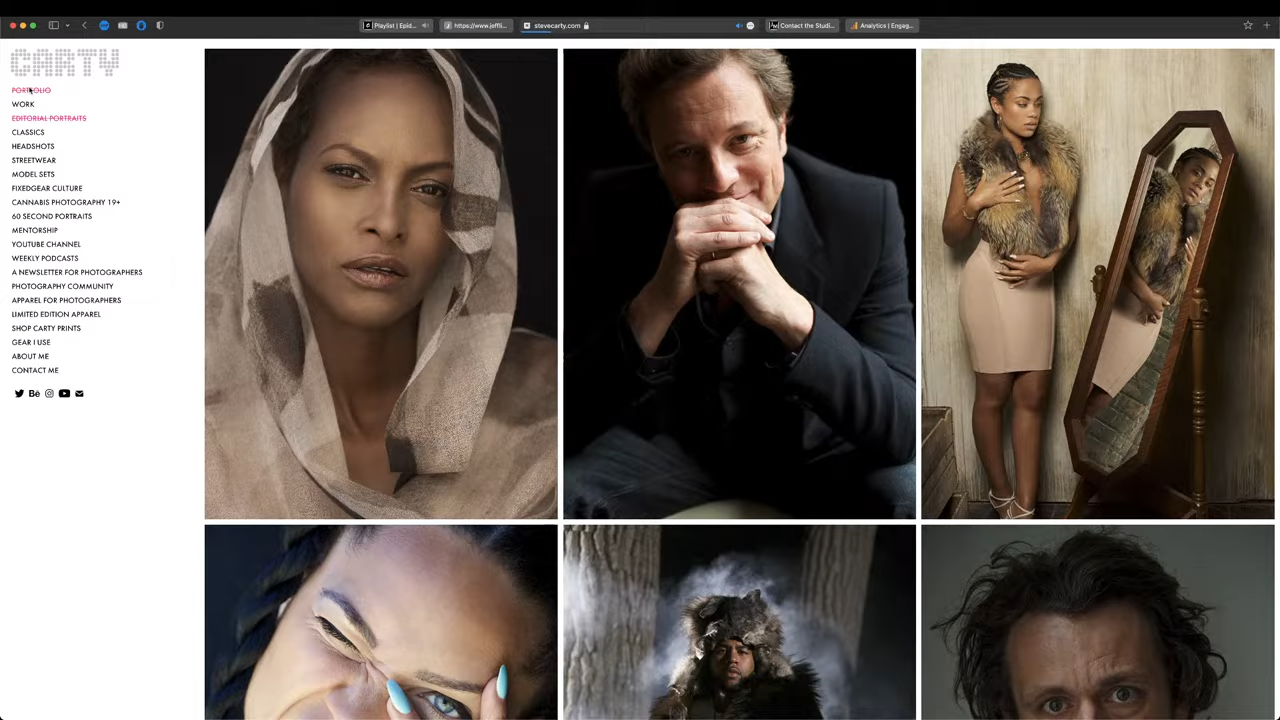 Playlist | Epid...
https://www.jeffli...
stevecarty.com
Contact the Studi...
Analytics | Engag...
CARTY
PORTFOLIO
WORK
EDITORIAL PORTRAITS
CLASSICS
HEADSHOTS
STREETWEAR
MODEL SETS
FIXEDGEAR CULTURE
CANNABIS PHOTOGRAPHY 19+
60 SECOND PORTRAITS
MENTORSHIP
YOUTUBE CHANNEL
WEEKLY PODCASTS
A NEWSLETTER FOR PHOTOGRAPHERS
PHOTOGRAPHY COMMUNITY
APPAREL FOR PHOTOGRAPHERS
LIMITED EDITION APPAREL
SHOP CARTY PRINTS
GEAR I USE
ABOUT ME
CONTACT ME
Bē